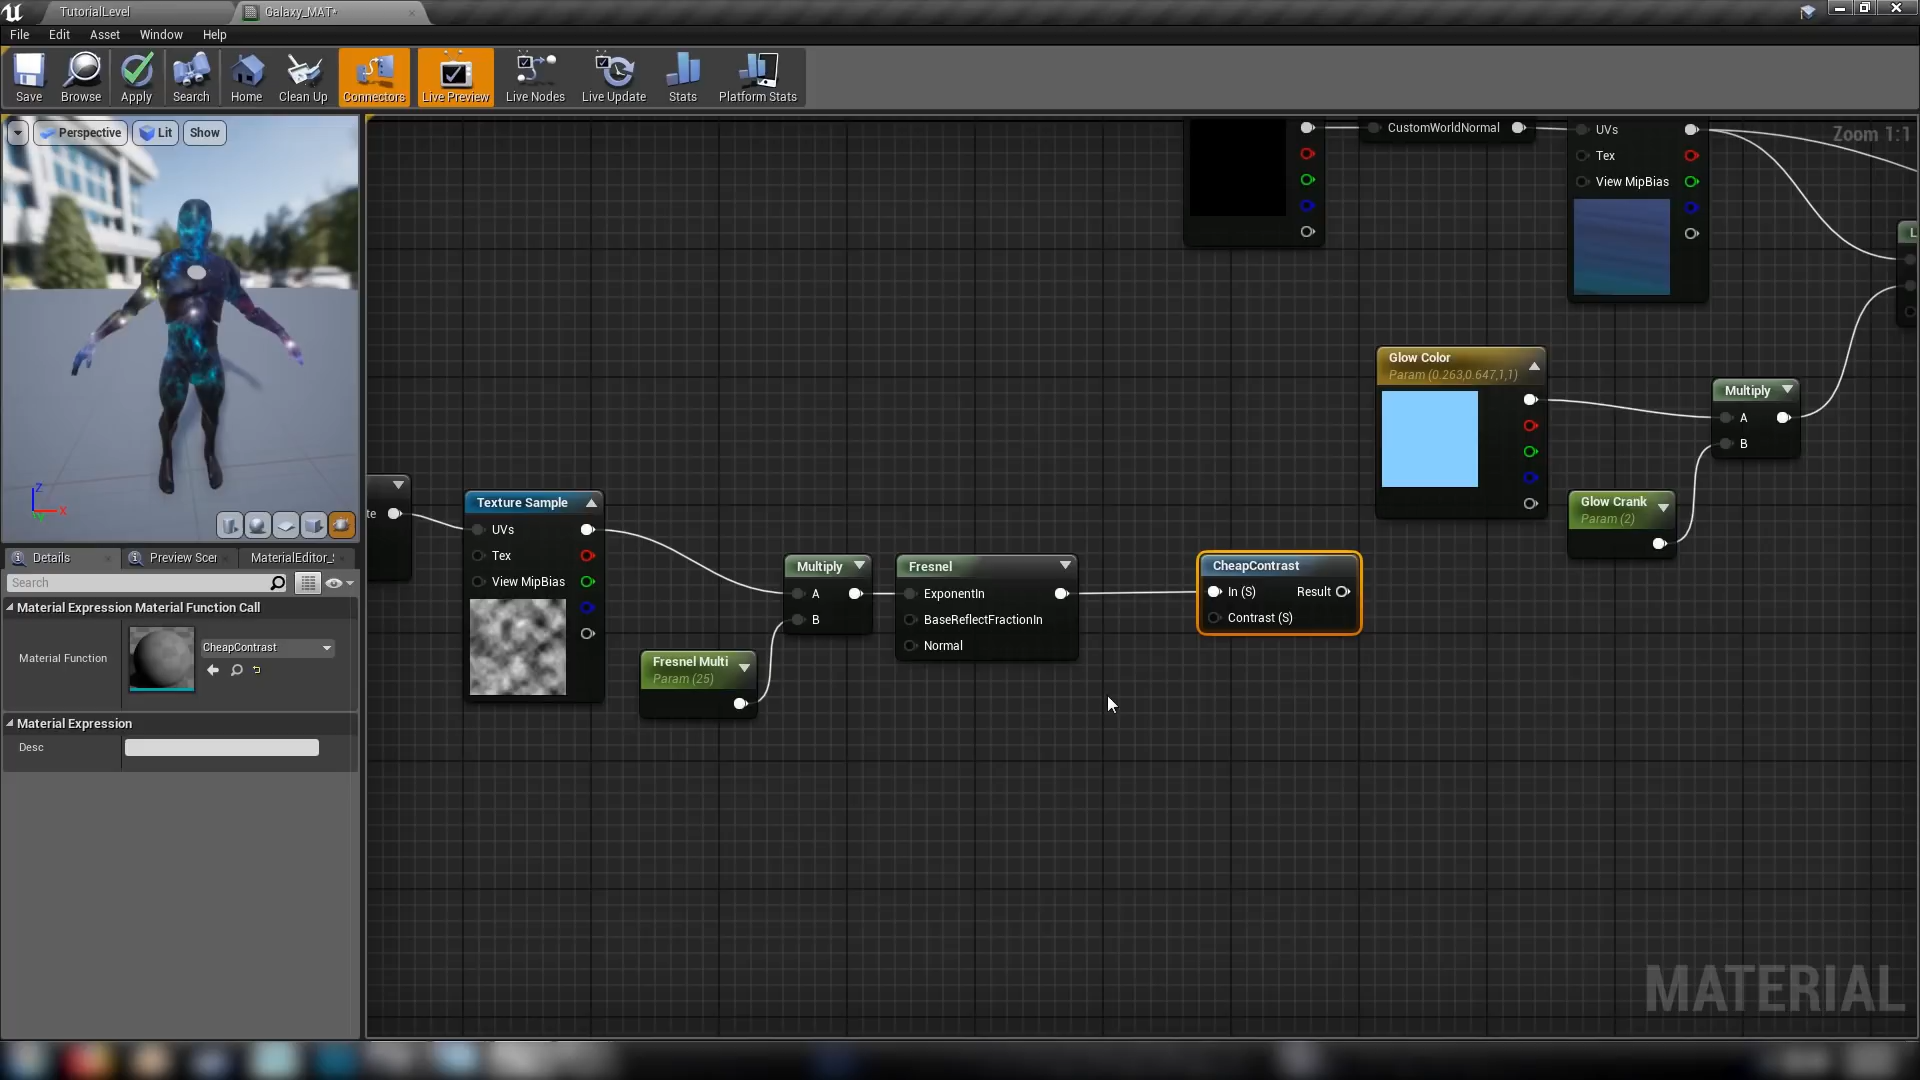 TutorialLevel
Galaxy_MAT*
File Edit Asset Window Help
Save Browse Apply Search Home Clean Up Connectors Live Preview Live Nodes Live Update Stats Platform Stats
Perspective Lit Show
Zoom 1:1
CustomWorldNormal
UVs
Tex
View MipBias
L
Glow Color
Param (0.263,0.647,1,1)
Multiply
A
B
Glow Crank
Param (2)
te
Texture Sample
UVs
Tex
View MipBias
Multiply
A
B
Fresnel Multi
Param (25)
Fresnel
ExponentIn
BaseReflectFractionIn
Normal
CheapContrast
In (S) Result
Contrast (S)
Z
X
Details Preview Scer MaterialEditor_
Search
Material Expression Material Function Call
Material Function CheapContrast
Material Expression
Desc
MATERIAL